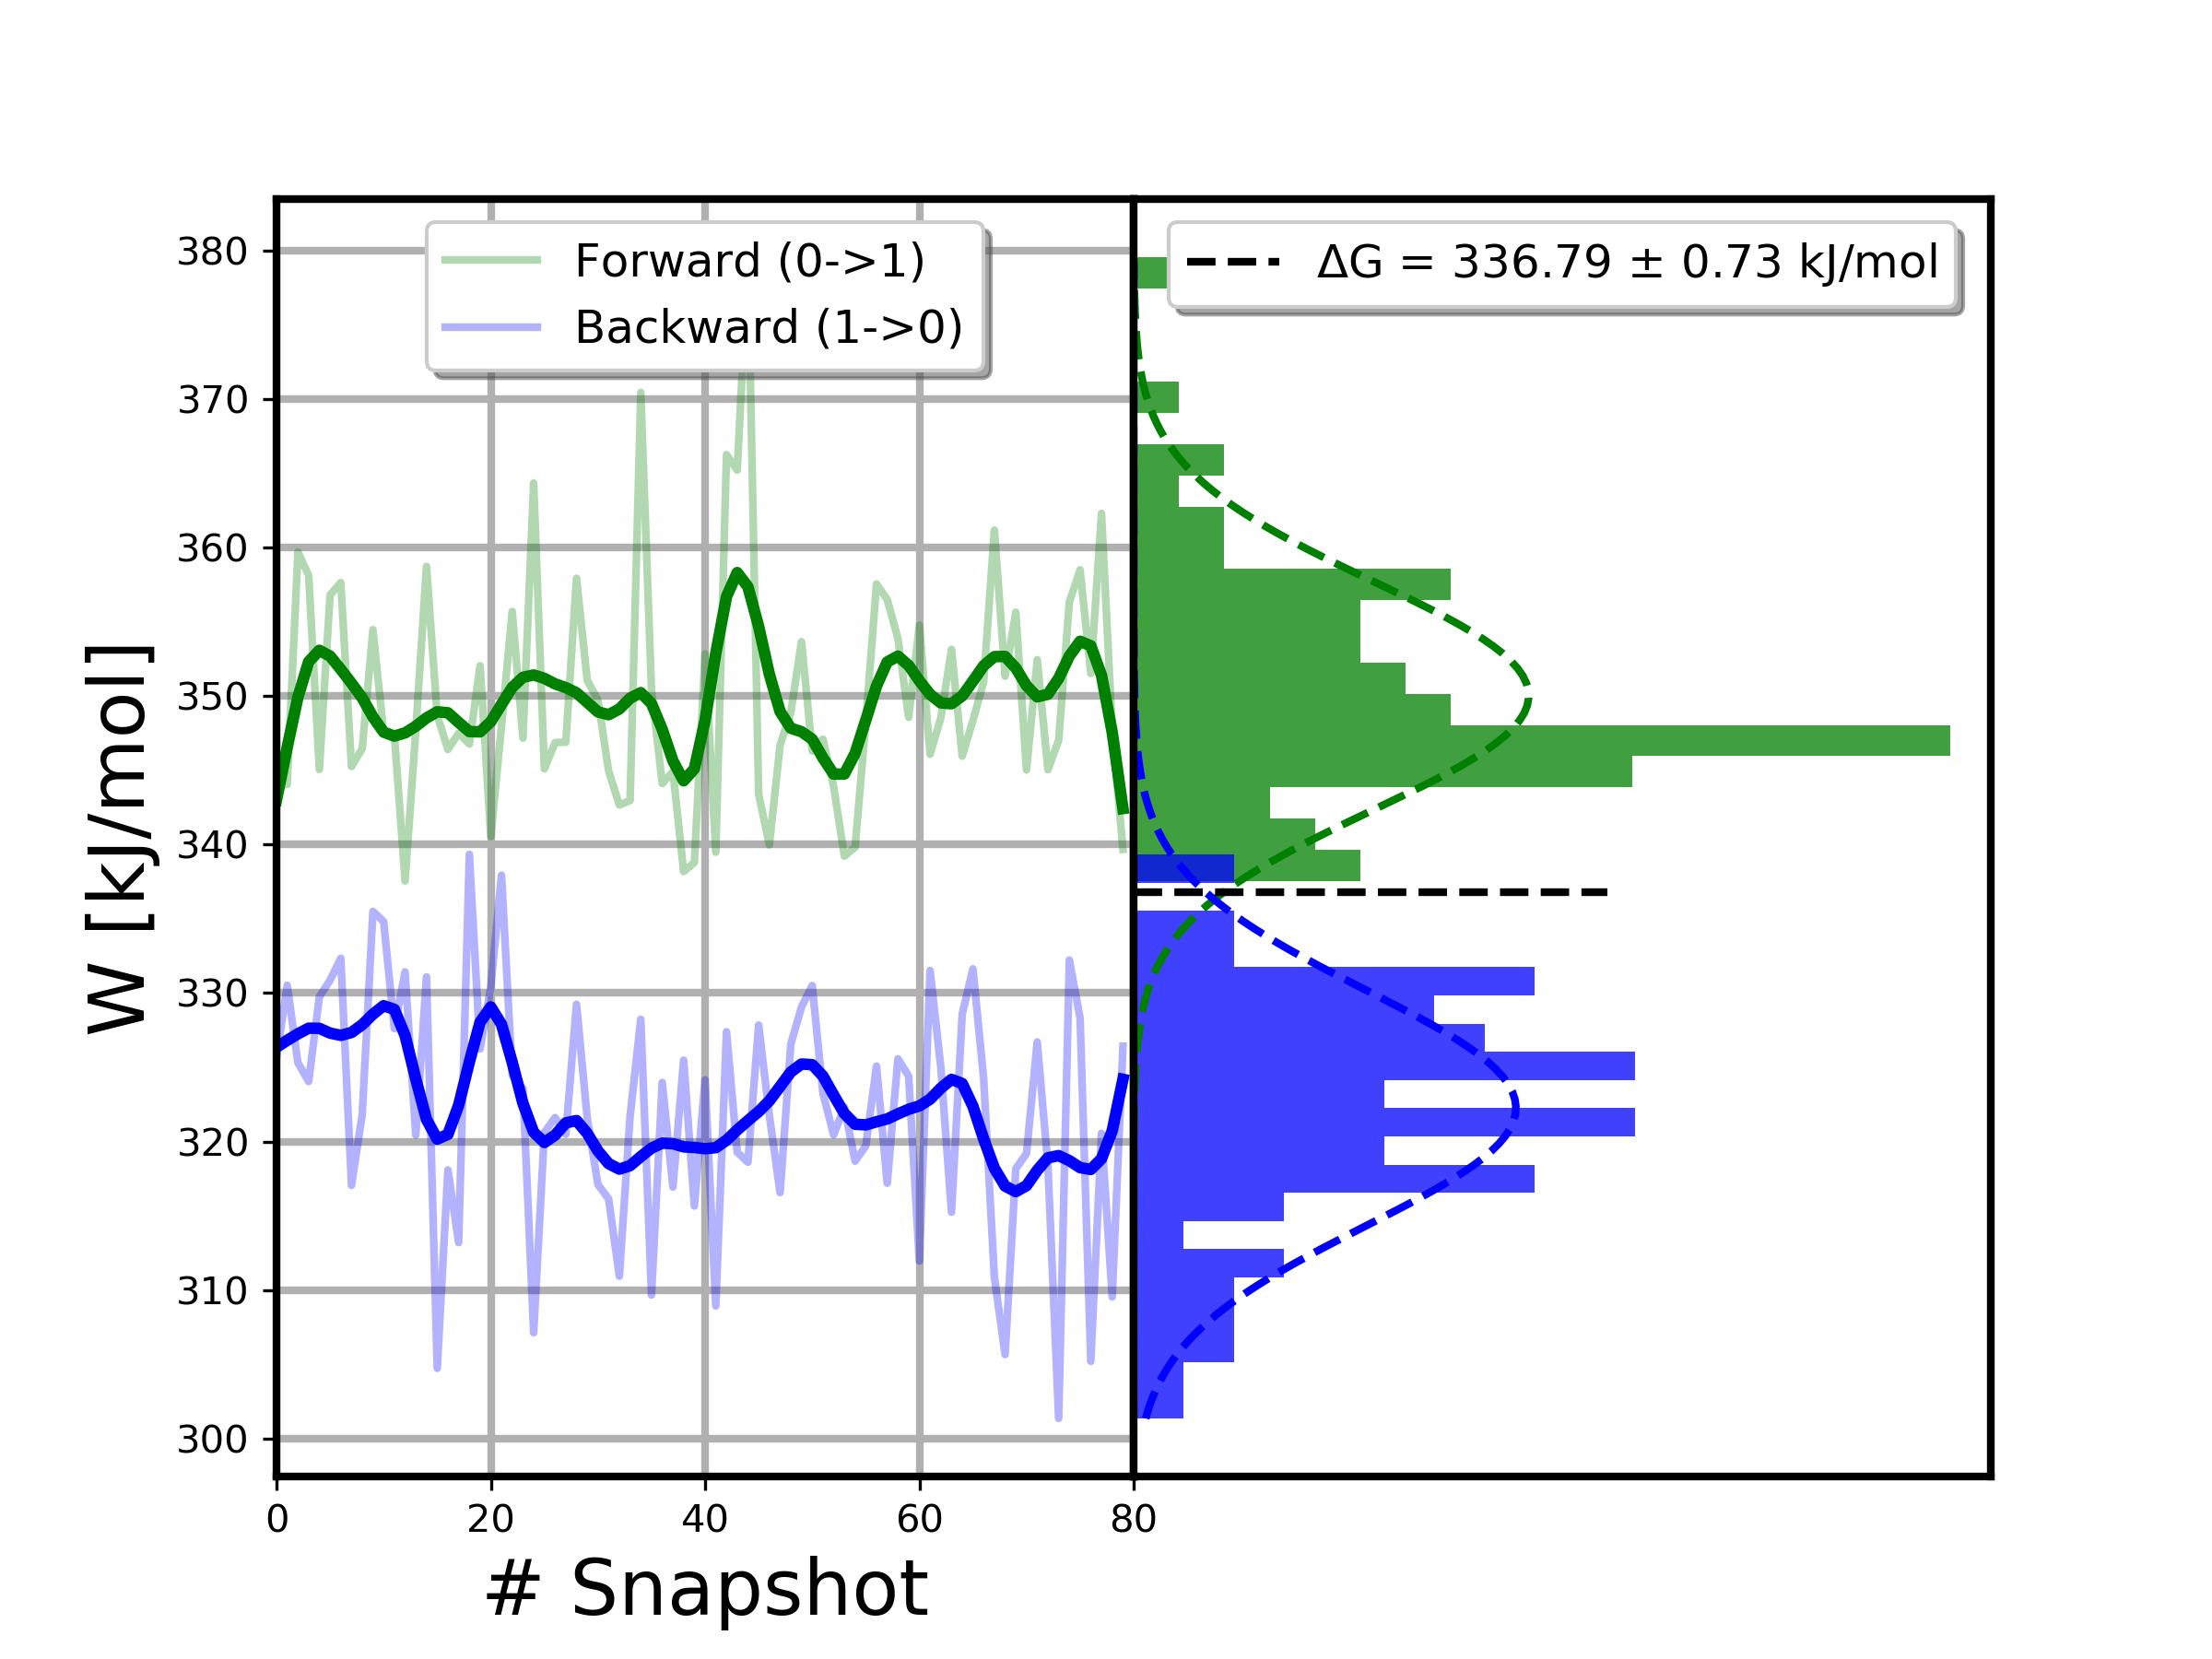 Forward (0->1)
Backward (1->0)
ΔG = 336.79 ± 0.73 kJ/mol
W [kJ/mol]
380
370
360
350
340
330
320
310
300
0 20 40 60 80
# Snapshot